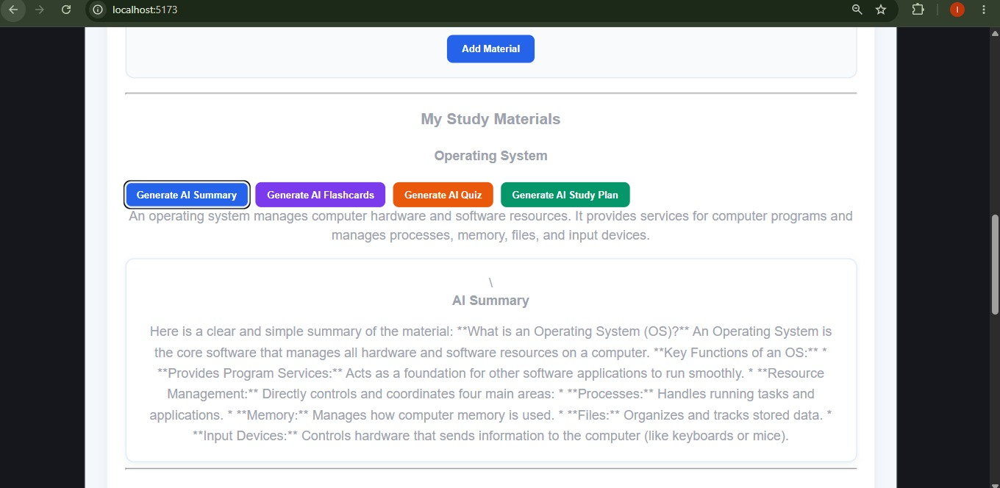 localhost:5173
I
Add Material
My Study Materials
Operating System
Generate AI Summary
Generate AI Flashcards
Generate AI Quiz
Generate AI Study Plan
An operating system manages computer hardware and software resources. It provides services for computer programs and
manages processes, memory, files, and input devices.
\
AI Summary
Here is a clear and simple summary of the material: **What is an Operating System (OS)?** An Operating System is
the core software that manages all hardware and software resources on a computer. **Key Functions of an OS:** *
**Provides Program Services:** Acts as a foundation for other software applications to run smoothly. * **Resource
Management:** Directly controls and coordinates four main areas: * **Processes:** Handles running tasks and
applications. * **Memory:** Manages how computer memory is used. * **Files:** Organizes and tracks stored data. *
**Input Devices:** Controls hardware that sends information to the computer (like keyboards or mice).